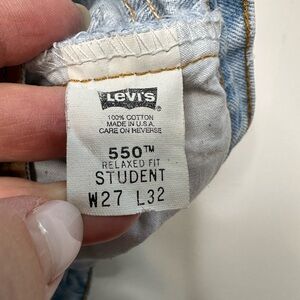 LEVI'S
100% COTTON
MADE IN U.S.A.
CARE ON REVERSE
550™
RELAXED FIT
STUDENT
W27 L32